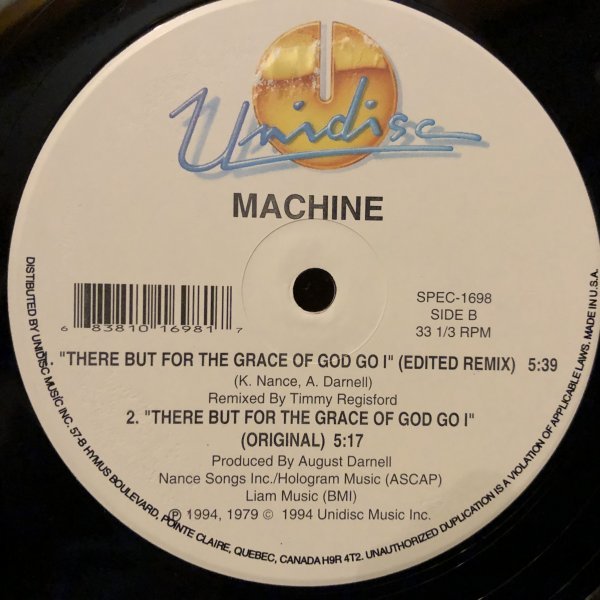 Unidisc
MACHINE
6 83810 16981 7
SPEC-1698
SIDE B
33 1/3 RPM
1. "THERE BUT FOR THE GRACE OF GOD GO I" (EDITED REMIX) 5:39
(K. Nance, A. Darnell)
Remixed By Timmy Regisford
2. "THERE BUT FOR THE GRACE OF GOD GO I"
(ORIGINAL) 5:17
Produced By August Darnell
Nance Songs Inc./Hologram Music (ASCAP)
Liam Music (BMI)
℗ 1994, 1979 © 1994 Unidisc Music Inc.
DISTRIBUTED BY UNIDISC MUSIC INC. 57-B HYMUS BOULEVARD, POINTE CLAIRE, QUEBEC, CANADA H9R 4T2. UNAUTHORIZED DUPLICATION IS A VIOLATION OF APPLICABLE LAWS. MADE IN U.S.A.